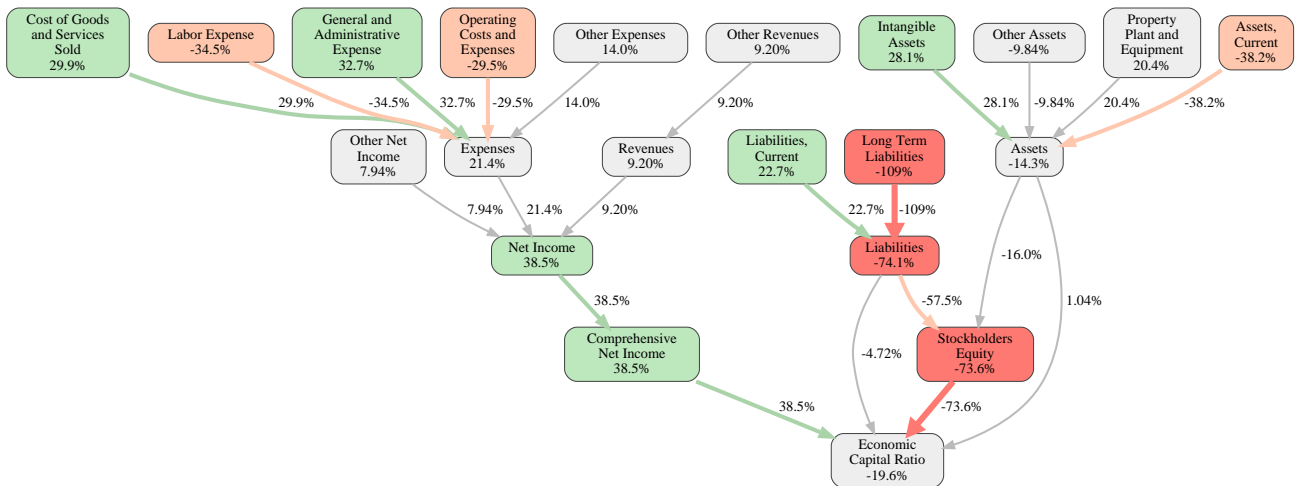 Cost of Goods
and Services
Sold
29.9%
Labor Expense
-34.5%
General and
Administrative
Expense
32.7%
Operating
Costs and
Expenses
-29.5%
Other Expenses
14.0%
Other Revenues
9.20%
Intangible
Assets
28.1%
Other Assets
-9.84%
Property
Plant and
Equipment
20.4%
Assets,
Current
-38.2%
29.9%
-34.5%
32.7%
-29.5%
14.0%
9.20%
28.1%
-9.84%
20.4%
-38.2%
Other Net
Income
7.94%
Expenses
21.4%
Revenues
9.20%
Liabilities,
Current
22.7%
Long Term
Liabilities
-109%
Assets
-14.3%
7.94%
21.4%
9.20%
22.7%
-109%
Net Income
38.5%
Liabilities
-74.1%
-16.0%
38.5%
-57.5%
1.04%
Comprehensive
Net Income
38.5%
-4.72%
Stockholders
Equity
-73.6%
38.5%
-73.6%
Economic
Capital Ratio
-19.6%